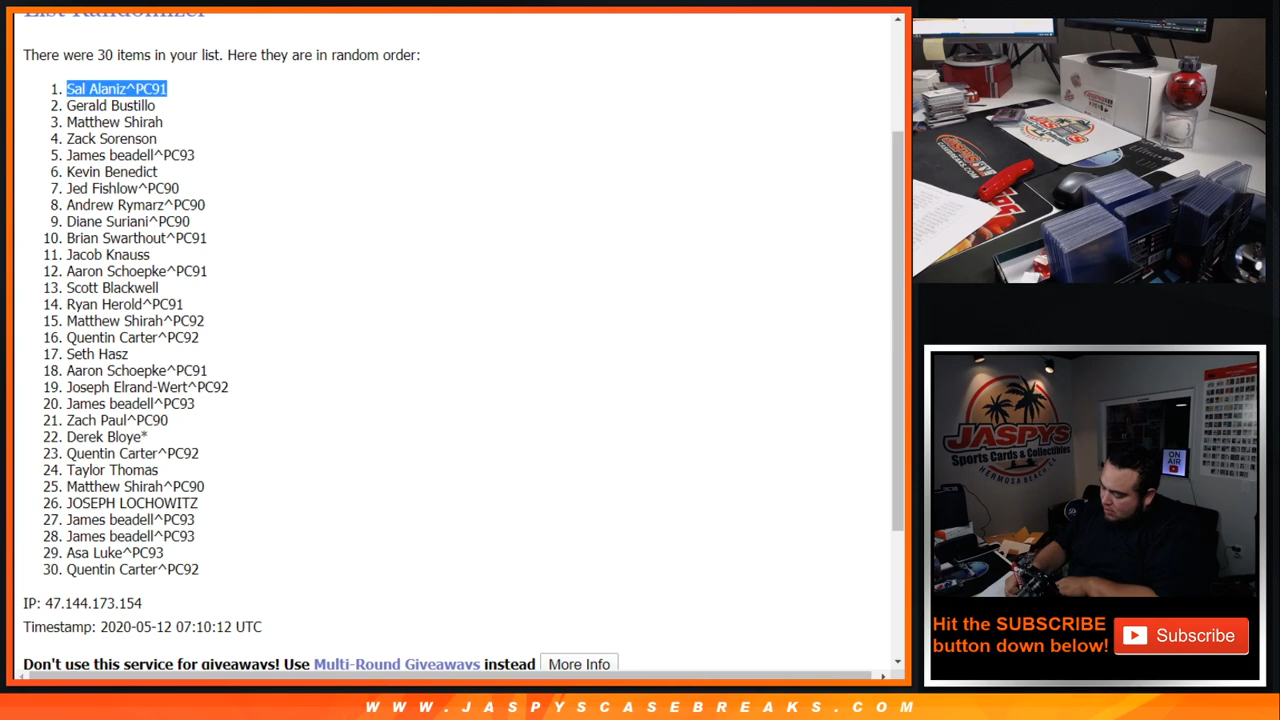 List Randomizer
There were 30 items in your list. Here they are in random order:
1. Sal Alaniz^PC91
2. Gerald Bustillo
3. Matthew Shirah
4. Zack Sorenson
5. James beadell^PC93
6. Kevin Benedict
7. Jed Fishlow^PC90
8. Andrew Rymarz^PC90
9. Diane Suriani^PC90
10. Brian Swarthout^PC91
11. Jacob Knauss
12. Aaron Schoepke^PC91
13. Scott Blackwell
14. Ryan Herold^PC91
15. Matthew Shirah^PC92
16. Quentin Carter^PC92
17. Seth Hasz
18. Aaron Schoepke^PC91
19. Joseph Elrand-Wert^PC92
20. James beadell^PC93
21. Zach Paul^PC90
22. Derek Bloye*
23. Quentin Carter^PC92
24. Taylor Thomas
25. Matthew Shirah^PC90
26. JOSEPH LOCHOWITZ
27. James beadell^PC93
28. James beadell^PC93
29. Asa Luke^PC93
30. Quentin Carter^PC92
IP: 47.144.173.154
Timestamp: 2020-05-12 07:10:12 UTC
Don't use this service for giveaways! Use Multi-Round Giveaways instead More Info
JASPYS
Sports Cards & Collectibles
HERMOSA BEACH, CA
ON
AIR
Hit the SUBSCRIBE
button down below!
Subscribe
WWW.JASPYSCASEBREAKS.COM